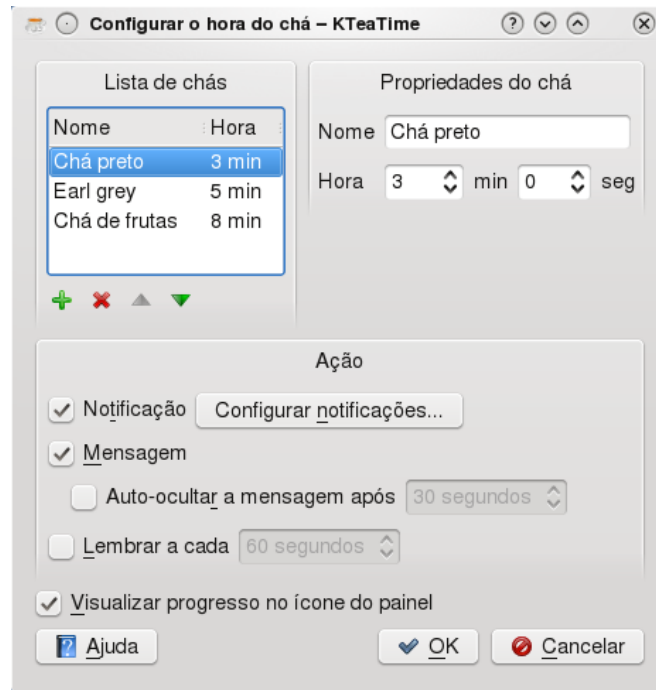 Configurar o hora do chá – KTeaTime
Lista de chás
Nome Hora
Chá preto 3 min
Earl grey 5 min
Chá de frutas 8 min
Propriedades do chá
Nome Chá preto
Hora 3 min 0 seg
Ação
Notificação Configurar notificações...
Mensagem
Auto-ocultar a mensagem após 30 segundos
Lembrar a cada 60 segundos
Visualizar progresso no ícone do painel
Ajuda OK Cancelar